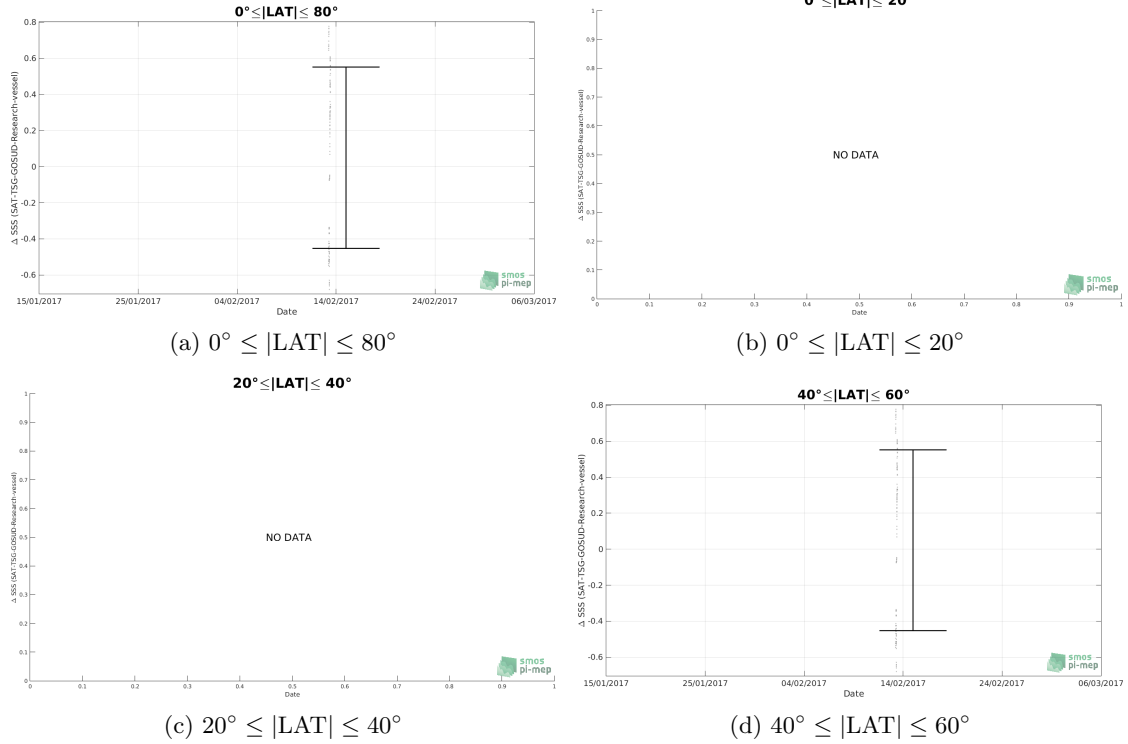 0°≤|LAT|≤ 80°
Δ SSS (SAT-TSG-GOSUD-Research-vessel)
0.8
0.6
0.4
0.2
0
-0.2
-0.4
-0.6
15/01/2017 25/01/2017 04/02/2017 14/02/2017 24/02/2017 06/03/2017
Date
smos
pi-mep
(a) 0° ≤ |LAT| ≤ 80°
0°≤|LAT|≤ 20°
Δ SSS (SAT-TSG-GOSUD-Research-vessel)
1
0.9
0.8
0.7
0.6
0.5
0.4
0.3
0.2
0.1
0
NO DATA
0 0.1 0.2 0.3 0.4 0.5 0.6 0.7 0.8 0.9 1
Date
smos
pi-mep
(b) 0° ≤ |LAT| ≤ 20°
20°≤|LAT|≤ 40°
Δ SSS (SAT-TSG-GOSUD-Research-vessel)
1
0.9
0.8
0.7
0.6
0.5
0.4
0.3
0.2
0.1
0
NO DATA
0 0.1 0.2 0.3 0.4 0.5 0.6 0.7 0.8 0.9 1
Date
smos
pi-mep
(c) 20° ≤ |LAT| ≤ 40°
40°≤|LAT|≤ 60°
Δ SSS (SAT-TSG-GOSUD-Research-vessel)
0.8
0.6
0.4
0.2
0
-0.2
-0.4
-0.6
15/01/2017 25/01/2017 04/02/2017 14/02/2017 24/02/2017 06/03/2017
Date
smos
pi-mep
(d) 40° ≤ |LAT| ≤ 60°